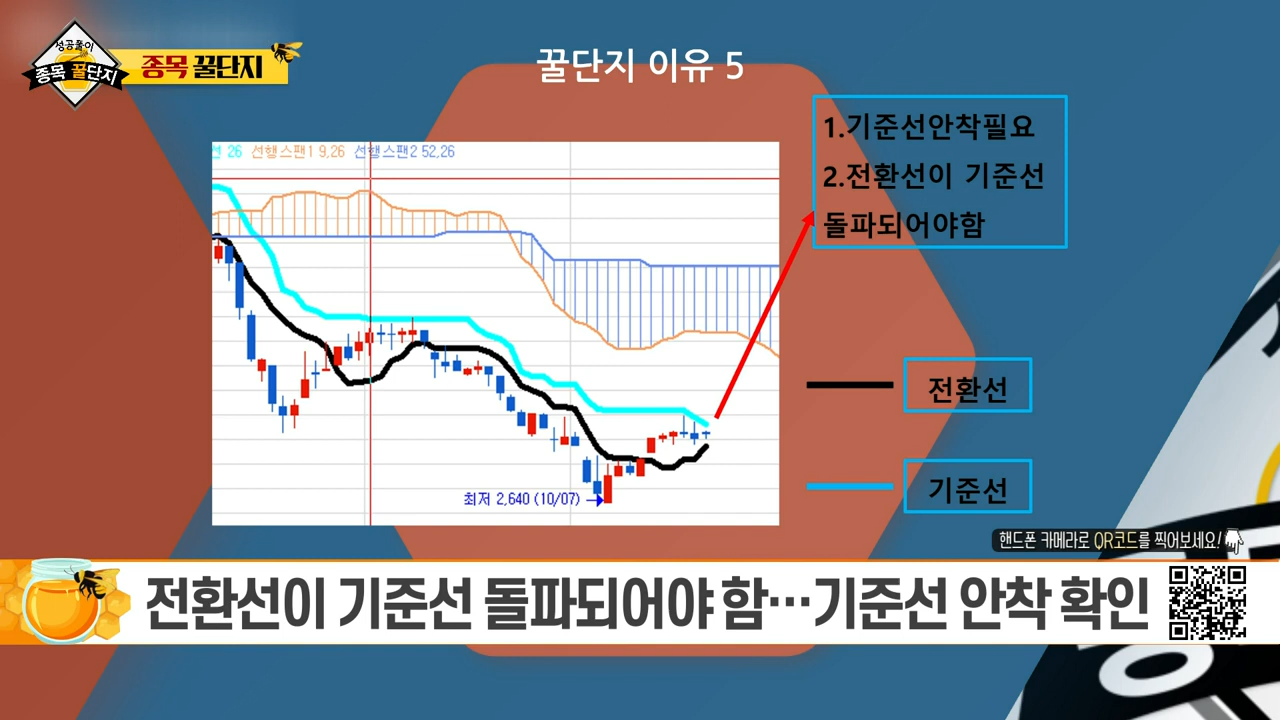 성공풀이
종목 꿀단지
종목 꿀단지
꿀단지 이유 5
선 26 선행스팬1 9,26 선행스팬2 52,26
1.기준선안착필요
2.전환선이 기준선
돌파되어야함
전환선
기준선
최저 2,640 (10/07)
핸드폰 카메라로 QR코드를 찍어보세요!
전환선이 기준선 돌파되어야 함…기준선 안착 확인